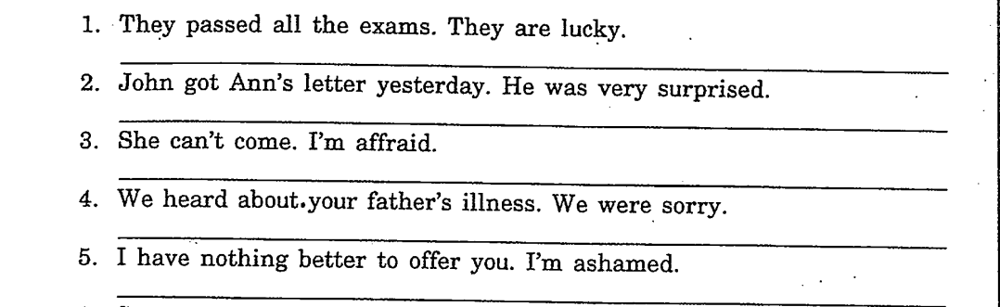 1. They passed all the exams. They are lucky.
2. John got Ann's letter yesterday. He was very surprised.
3. She can't come. I'm affraid.
4. We heard about your father's illness. We were sorry.
5. I have nothing better to offer you. I'm ashamed.